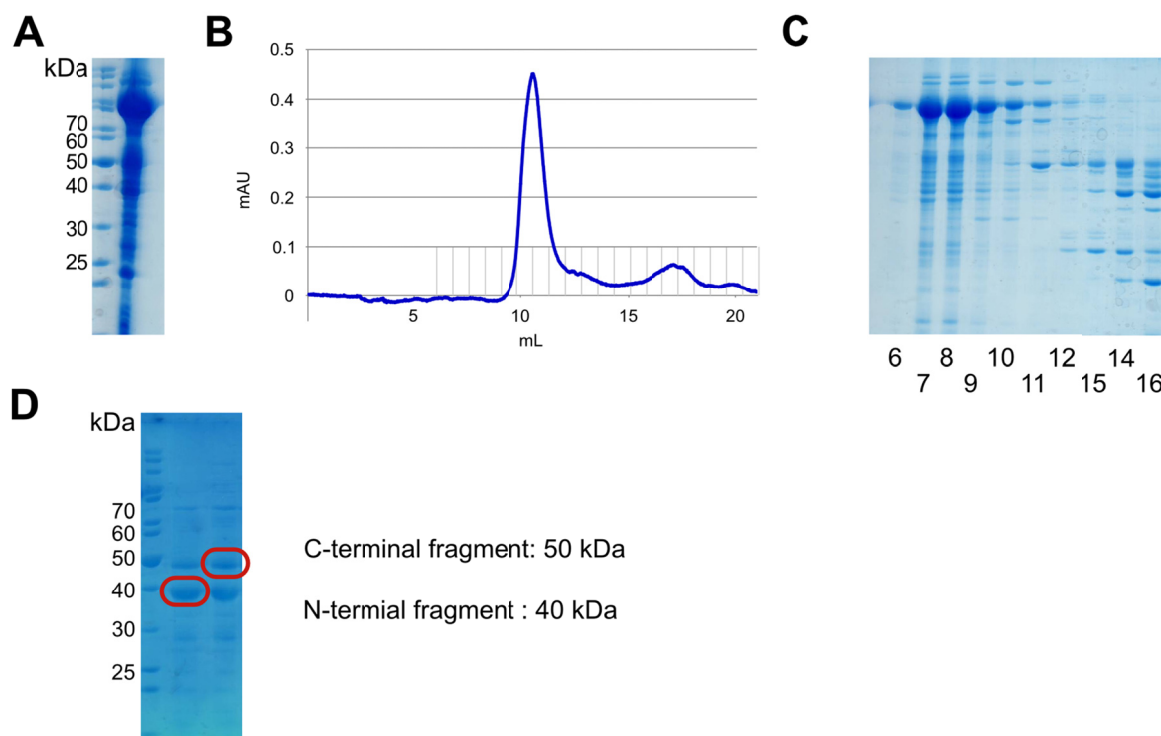 A
kDa
70
60
50
40
30
25
B
0.5
0.4
0.3
0.2
0.1
0
mAU
5 10 15 20
mL
C
6 8 10 12 14
7 9 11 15 16
D
kDa
70
60
50
40
30
25
C-terminal fragment: 50 kDa
N-termial fragment : 40 kDa